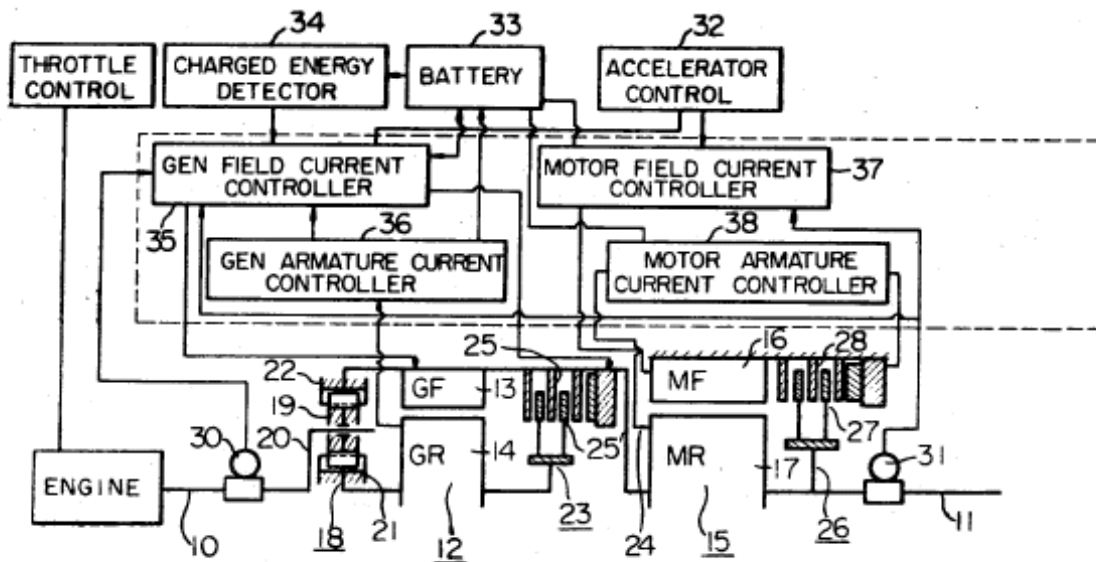 34
33
32
THROTTLE
CONTROL
CHARGED ENERGY
DETECTOR
BATTERY
ACCELERATOR
CONTROL
GEN FIELD CURRENT
CONTROLLER
MOTOR FIELD CURRENT
CONTROLLER
37
35
36
38
GEN ARMATURE CURRENT
CONTROLLER
MOTOR ARMATURE
CURRENT CONTROLLER
25
16
28
22
GF
13
MF
19
20
30
14
25
27
GR
MR
17
31
ENGINE
10
18
21
12
23
24
15
26
11